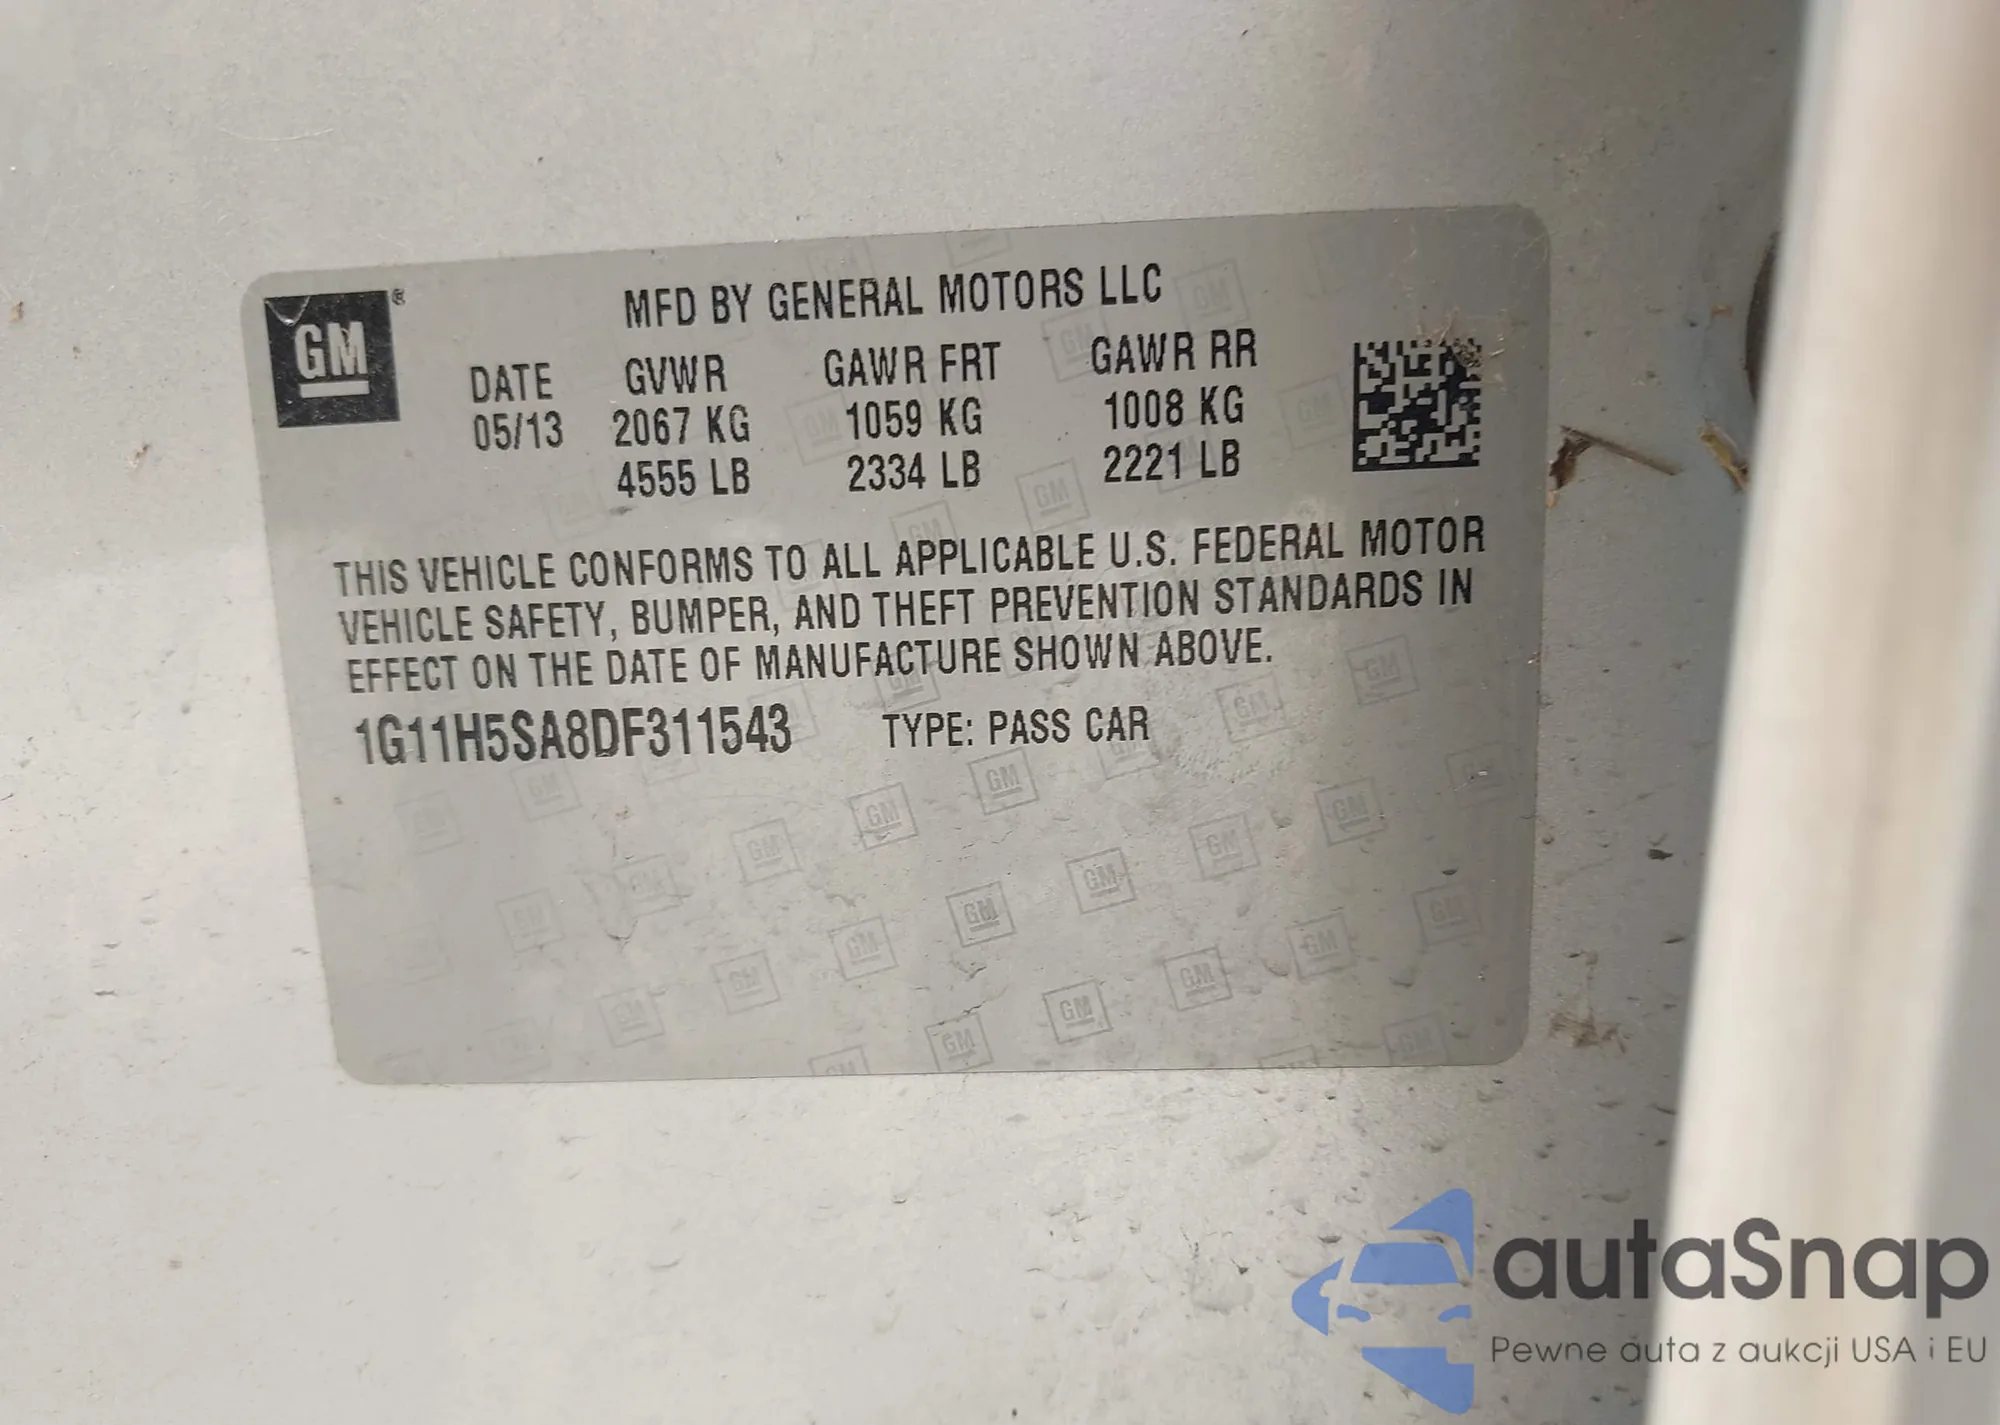 GM®
MFD BY GENERAL MOTORS LLC
DATE GVWR GAWR FRT GAWR RR
05/13 2067 KG 1059 KG 1008 KG
4555 LB 2334 LB 2221 LB
THIS VEHICLE CONFORMS TO ALL APPLICABLE U.S. FEDERAL MOTOR
VEHICLE SAFETY, BUMPER, AND THEFT PREVENTION STANDARDS IN
EFFECT ON THE DATE OF MANUFACTURE SHOWN ABOVE.
1G11H5SA8DF311543 TYPE: PASS CAR
autaSnap
Pewne auta z aukcji USA i EU